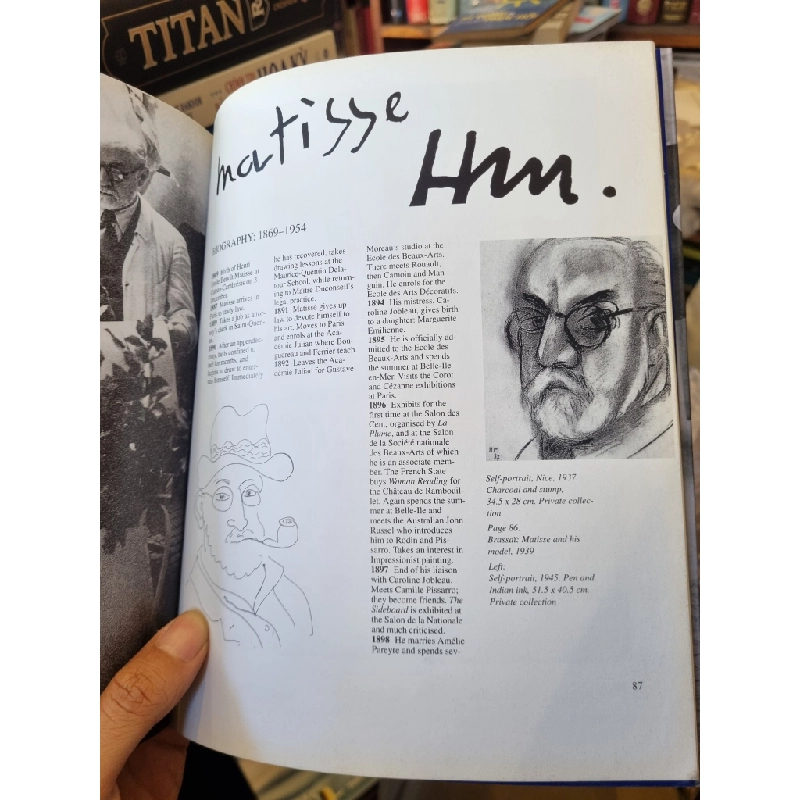 TITAN
HOA KỲ
matisse
Hm.
BIOGRAPHY: 1869–1954
of Henri
After an appendici-
he has recovered, takes
drawing lessons at the
Maurice-Quentin Dela-
tour School, while return-
ing to Maître Duconseil's
legal practice.
1891 Matisse gives up
law to devote himself to
his art. Moves to Paris
and enrols at the Aca-
démie Julian where Bou-
guereau and Ferrier teach
1892 Leaves the Aca-
démie Julian for Gustave
Moreau's studio at the
Ecole des Beaux-Arts.
There meets Rouault,
then Camoin and Man-
guin. He enrols for the
Ecole des Arts Décoratifs.
1894 His mistress, Ca-
roline Jobleau, gives birth
to a daughter: Marguerite
Emilienne.
1895 He is officially ad-
mitted to the Ecole des
Beaux-Arts and spends
the summer at Belle-Ile
en-Mer. Visits the Corot
and Cézanne exhibitions
at Paris.
1896 Exhibits for the
first time at the Salon des
Cent, organised by La
Plume, and at the Salon
de la Société nationale
des Beaux-Arts of which
he is an associate mem-
ber. The French State
buys Woman Reading for
the Château de Rambouil
let. Again spends the sum-
mer at Belle-Ile and
meets the Australian John
Russel who introduces
him to Rodin and Pis-
sarro. Takes an interest in
Impressionist painting.
1897 End of his liaison
with Caroline Jobleau.
Meets Camille Pissarro;
they become friends. The
Sideboard is exhibited at
the Salon de la Nationale
and much criticised.
1898 He marries Amélie
Pareyre and spends sev-
Self-portrait, Nice, 1937
Charcoal and stump,
34.5 x 28 cm. Private collec-
tion
Page 86:
Brassaï: Matisse and his
model, 1939
Left:
Self-portrait, 1945. Pen and
Indian ink, 51.5 x 40.5 cm.
Private collection
87